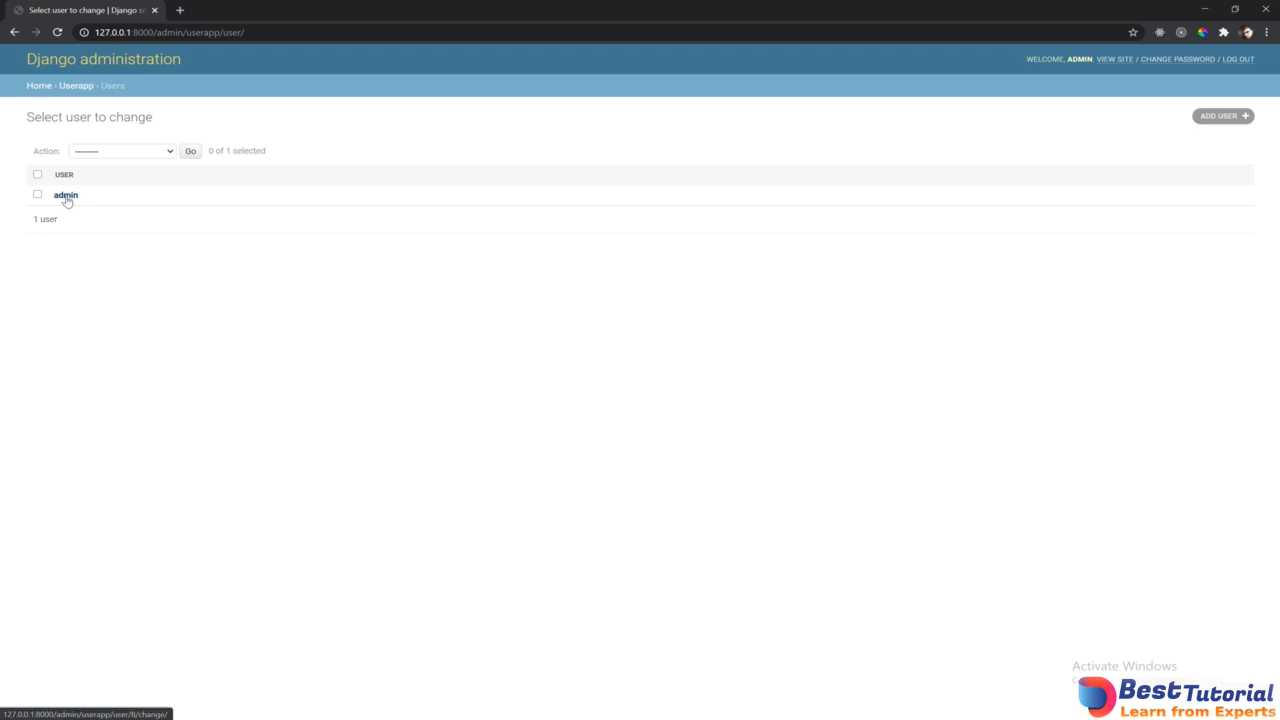 Select user to change | Django si
127.0.0.1:8000/admin/userapp/user/
Django administration
WELCOME, ADMIN. VIEW SITE / CHANGE PASSWORD / LOG OUT
Home › Userapp › Users
Select user to change
ADD USER +
Action: --------- Go 0 of 1 selected
USER
admin
1 user
Activate Windows
BestTutorial
Learn from Experts
127.0.0.1:8000/admin/userapp/user/fl/change/